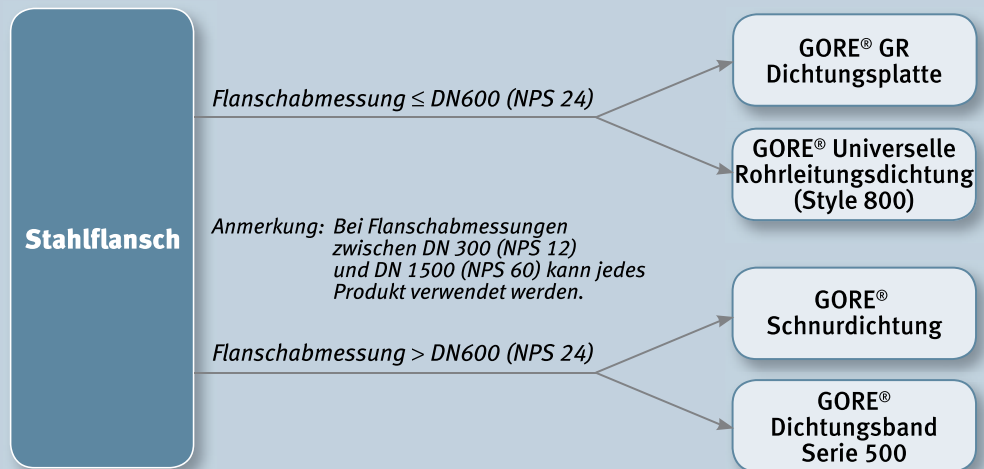 Stahlflansch
Flanschabmessung ≤ DN600 (NPS 24)
GORE® GR
Dichtungsplatte
GORE® Universelle
Rohrleitungsdichtung
(Style 800)
Anmerkung: Bei Flanschabmessungen
zwischen DN 300 (NPS 12)
und DN 1500 (NPS 60) kann jedes
Produkt verwendet werden.
Flanschabmessung > DN600 (NPS 24)
GORE®
Schnurdichtung
GORE®
Dichtungsband
Serie 500